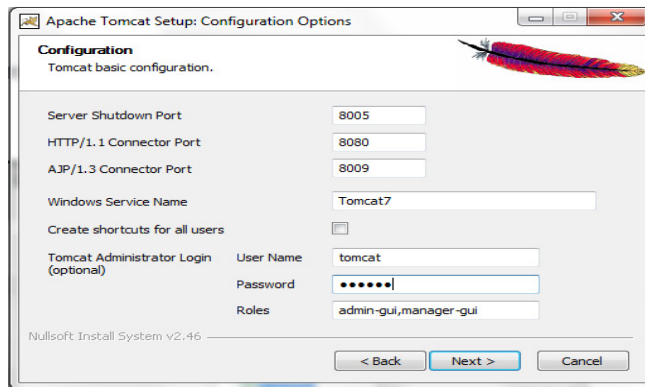 Apache Tomcat Setup: Configuration Options
Configuration
Tomcat basic configuration.
Server Shutdown Port 8005
HTTP/1.1 Connector Port 8080
AJP/1.3 Connector Port 8009
Windows Service Name Tomcat7
Create shortcuts for all users
Tomcat Administrator Login User Name tomcat
(optional)
Password ••••••
Roles admin-gui,manager-gui
Nullsoft Install System v2.46
< Back Next > Cancel